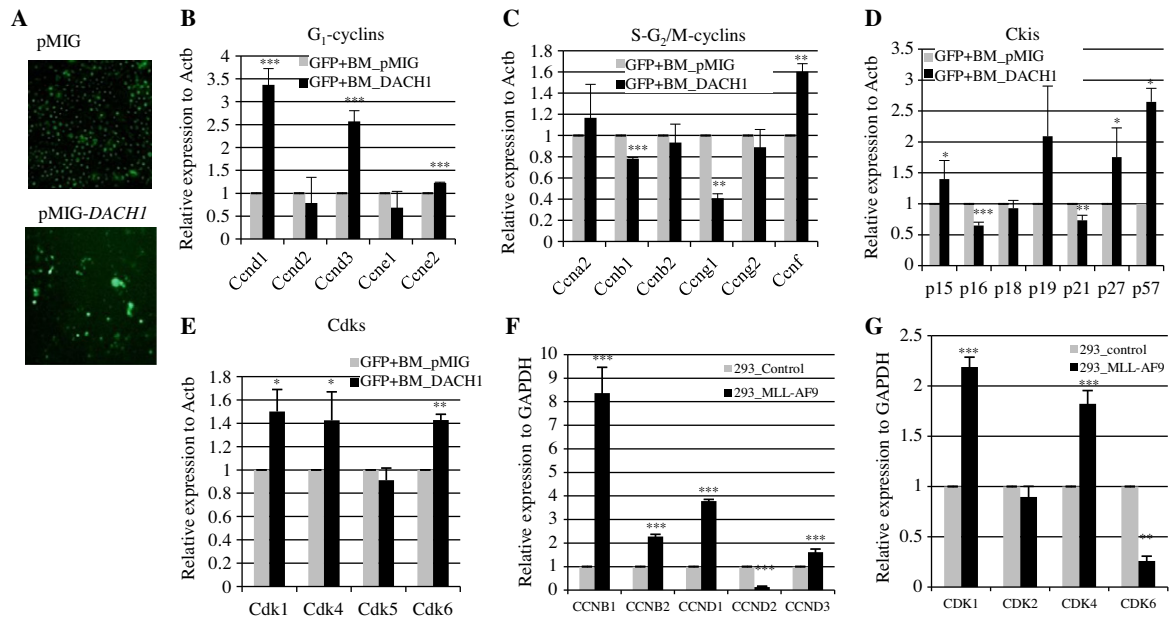 A
pMIG
pMIG-DACH1
B
G1-cyclins
Relative expression to Actb
4
3.5
3
2.5
2
1.5
1
0.5
0
GFP+BM_pMIG
GFP+BM_DACH1
***
***
***
Ccnd1 Ccnd2 Ccnd3 Ccne1 Ccne2
C
S-G2/M-cyclins
Relative expression to Actb
1.8
1.6
1.4
1.2
1
0.8
0.6
0.4
0.2
0
GFP+BM_pMIG
GFP+BM_DACH1
***
**
**
Ccna2 Ccnb1 Ccnb2 Ccng1 Ccng2 Ccnf
D
Ckis
Relative expression to Actb
3.5
3
2.5
2
1.5
1
0.5
0
GFP+BM_pMIG
GFP+BM_DACH1
*
***
**
*
*
p15 p16 p18 p19 p21 p27 p57
E
Cdks
Relative expression to Actb
1.8
1.6
1.4
1.2
1
0.8
0.6
0.4
0.2
0
GFP+BM_pMIG
GFP+BM_DACH1
*
*
**
Cdk1 Cdk4 Cdk5 Cdk6
F
Relative expression to GAPDH
10
9
8
7
6
5
4
3
2
1
0
293_Control
293_MLL-AF9
***
***
***
***
***
CCNB1 CCNB2 CCND1 CCND2 CCND3
G
Relative expression to GAPDH
2.5
2
1.5
1
0.5
0
293_control
293_MLL-AF9
***
***
**
CDK1 CDK2 CDK4 CDK6